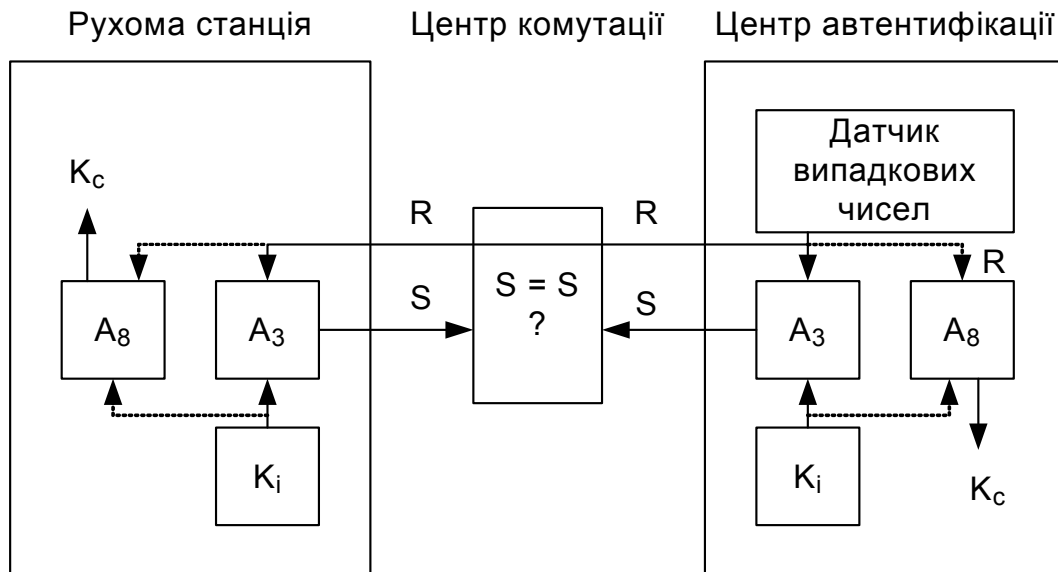 Рухома станція
Центр комутації
Центр автентифікації
Датчик
випадкових
чисел
Kc
R
R
R
A8
A3
S
S = S
?
S
A3
A8
Ki
Ki
Kc